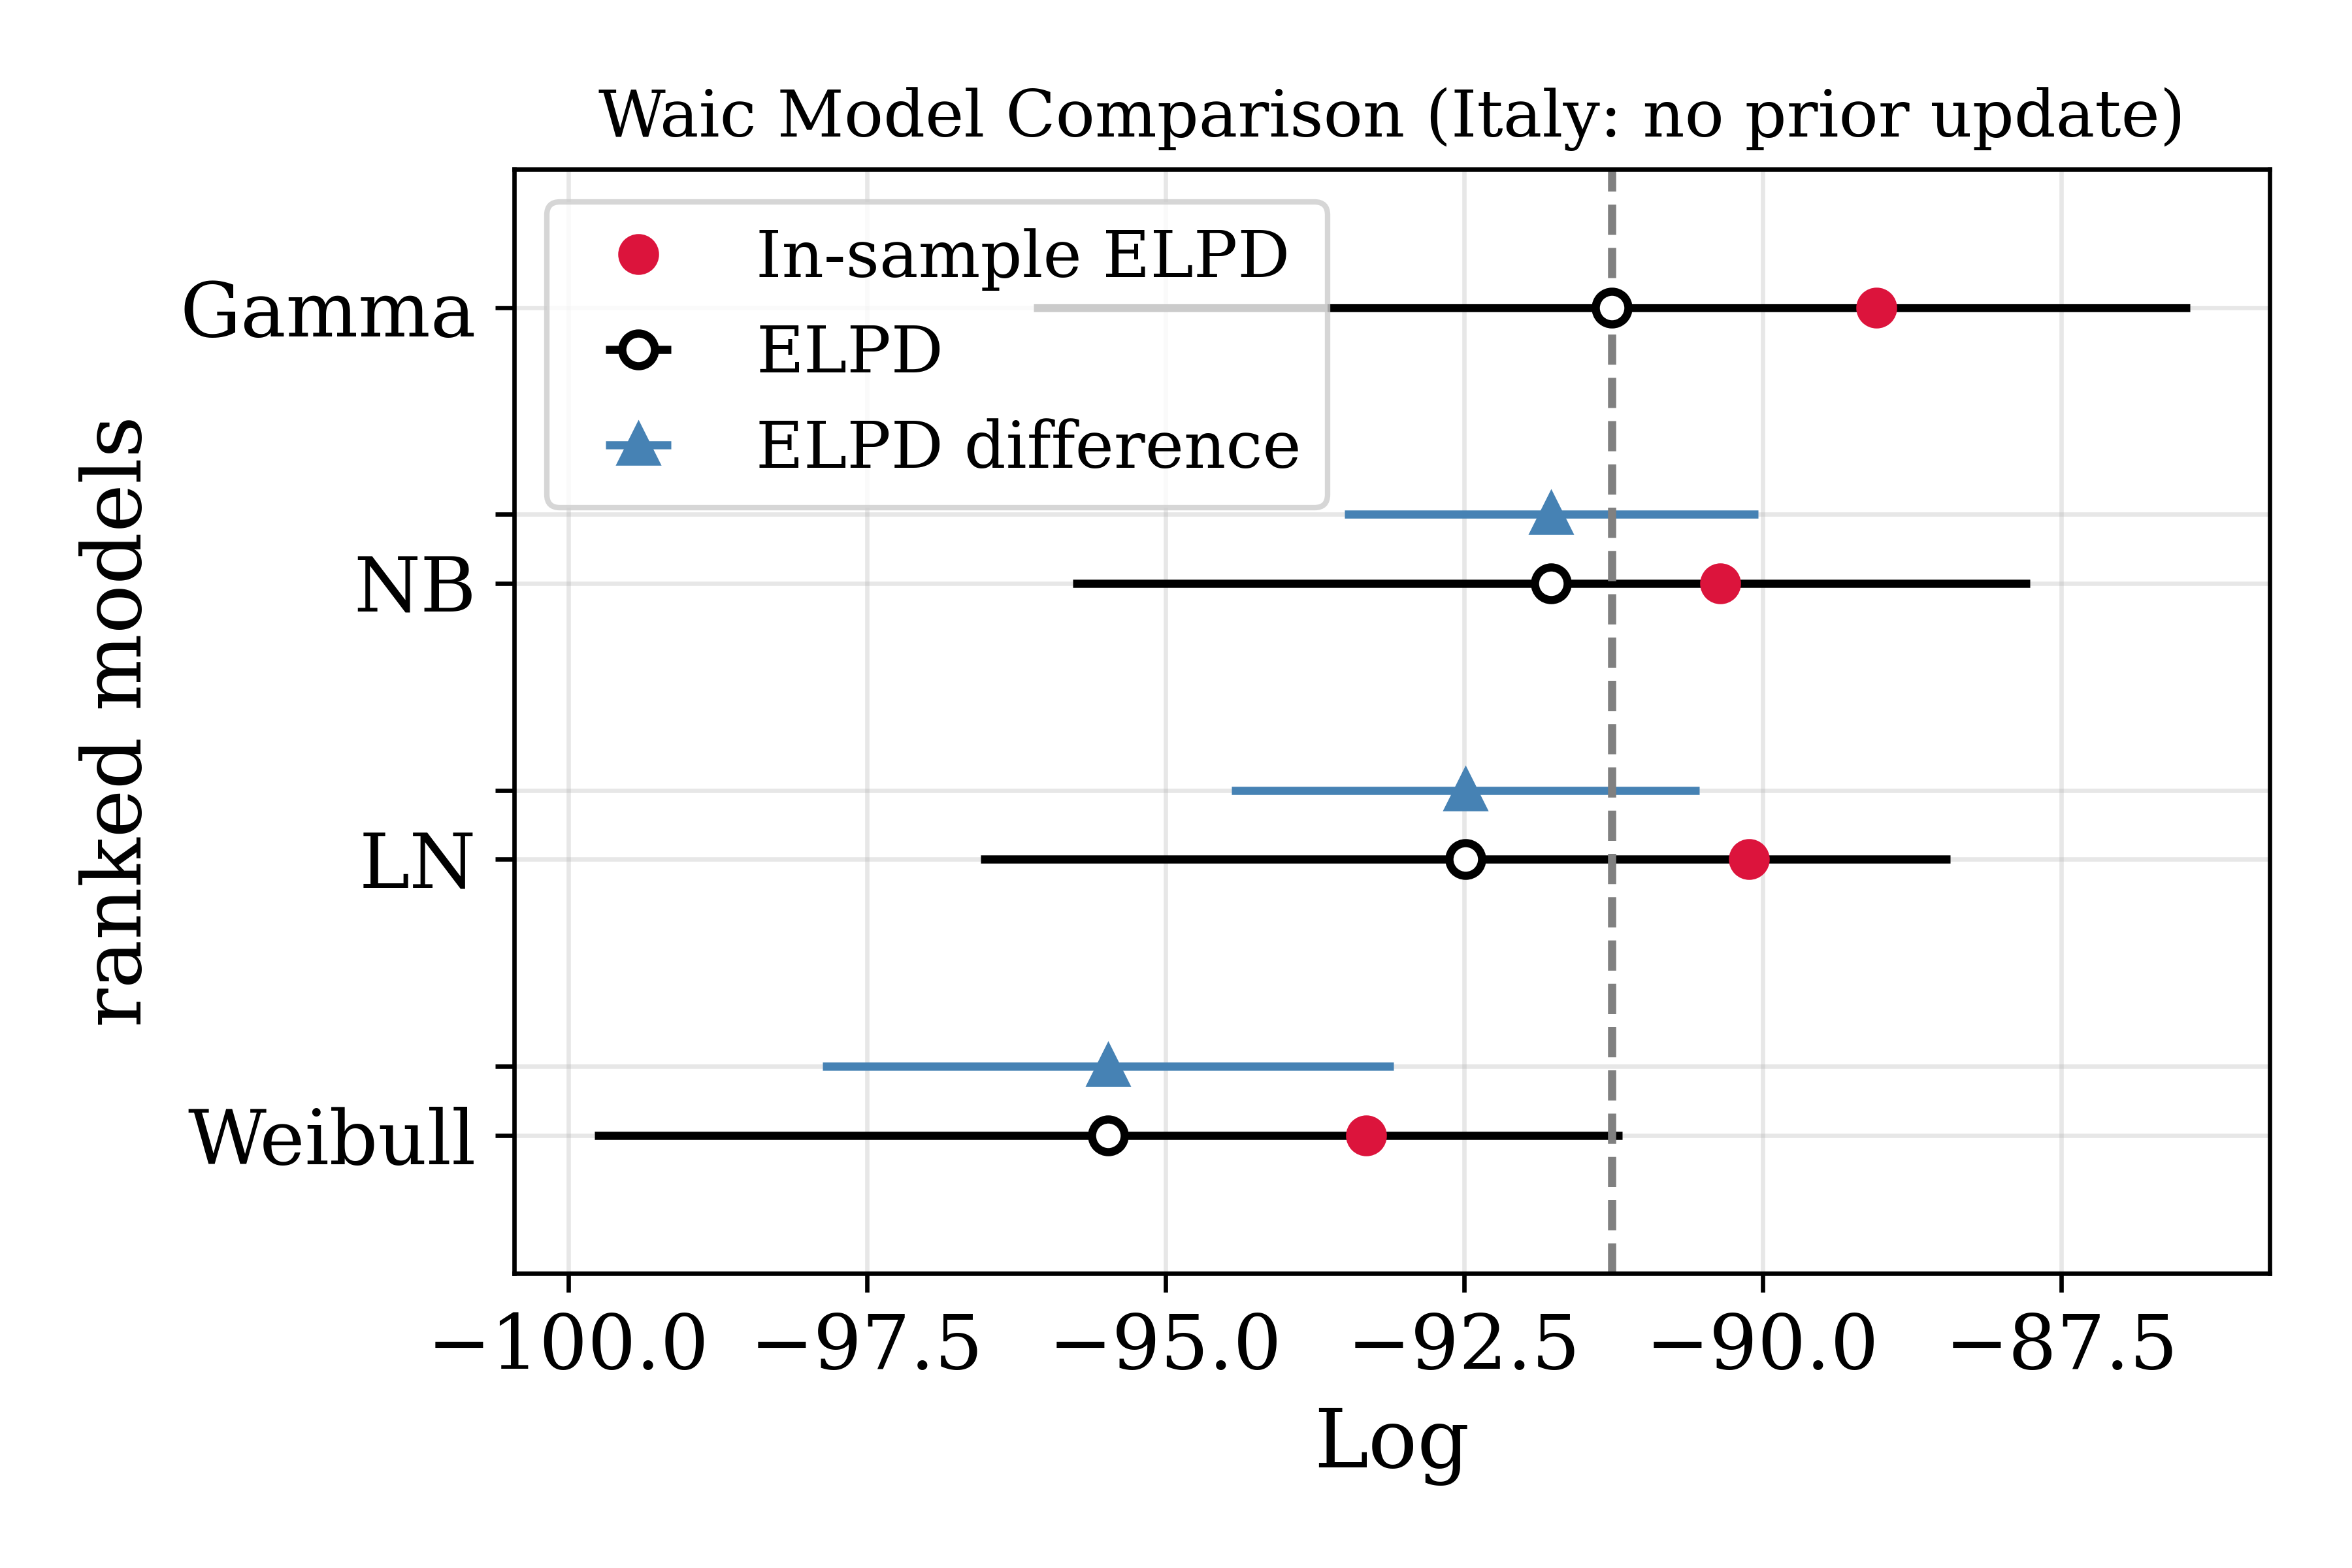 Waic Model Comparison (Italy: no prior update)
In-sample ELPD
ELPD
ELPD difference
ranked models
Gamma
NB
LN
Weibull
−100.0 −97.5 −95.0 −92.5 −90.0 −87.5
Log